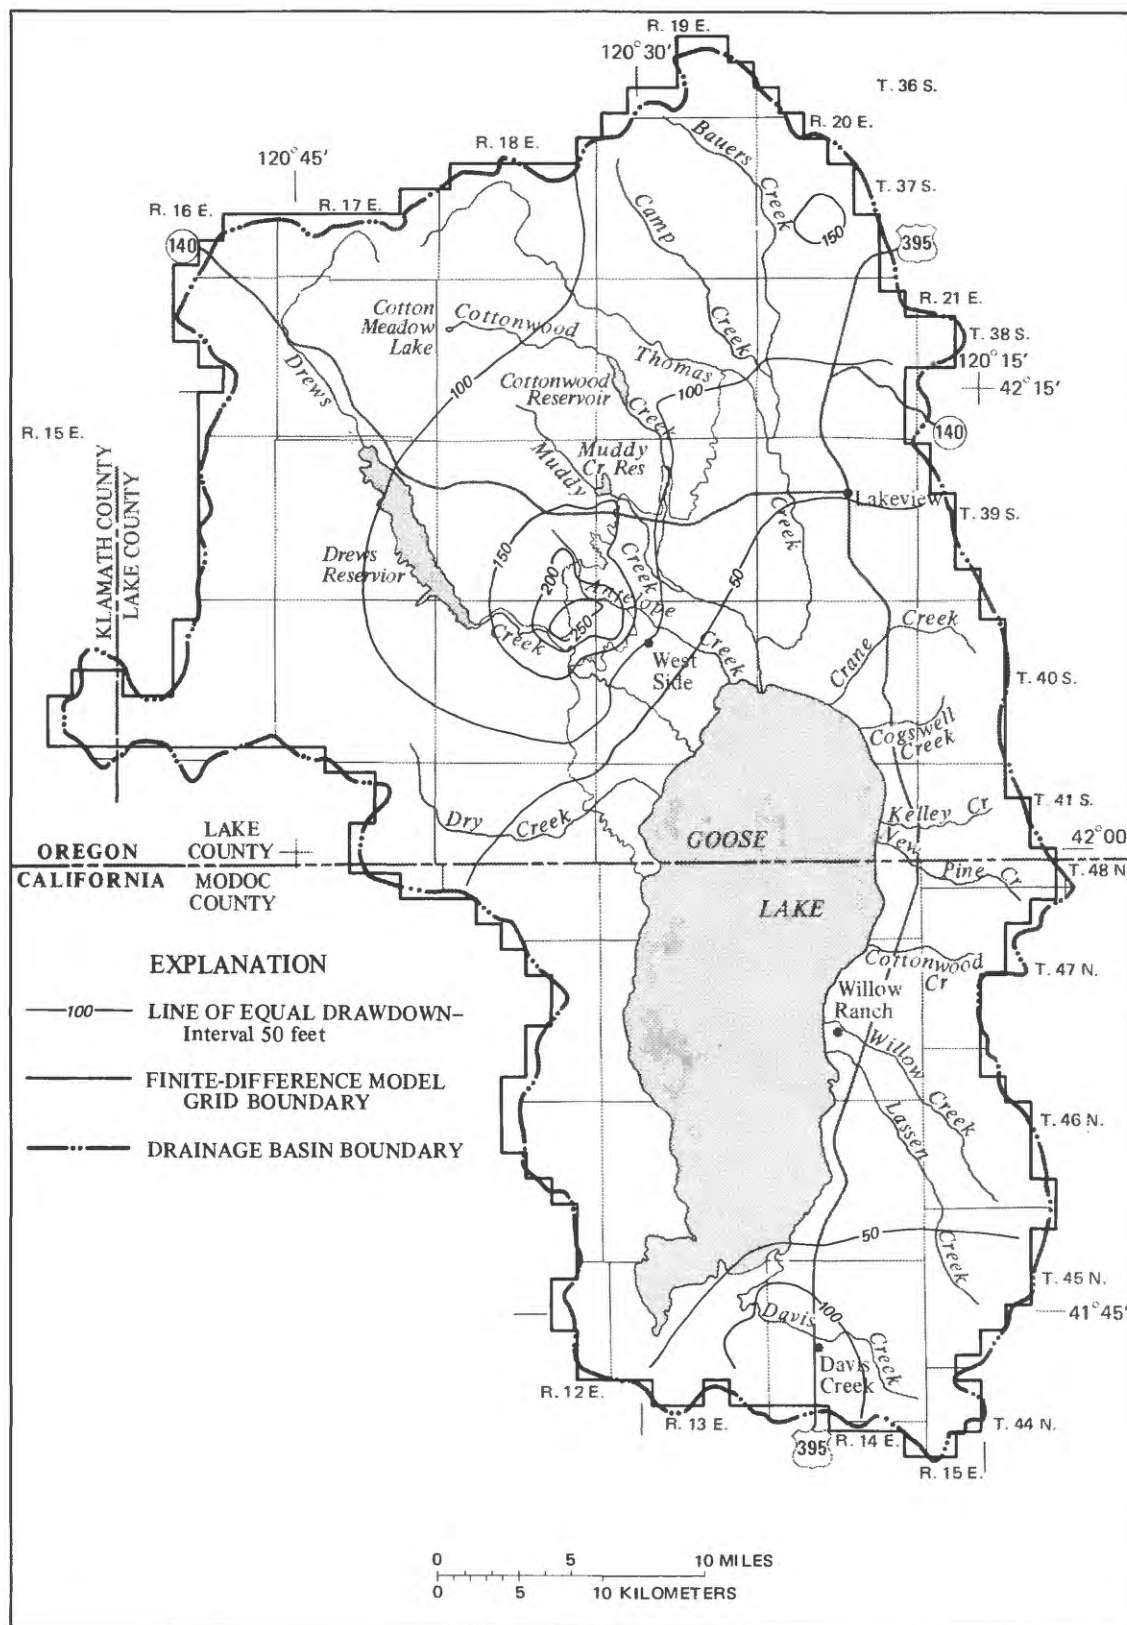 R. 19 E.
120°30'
T. 36 S.
R. 20 E.
Bauers
Creek
R. 18 E.
120°45'
T. 37 S.
R. 17 E.
R. 16 E.
Camp
Creek
140
150
395
R. 21 E.
T. 38 S.
120°15'
42°15'
Cotton
Meadow
Lake
Cottonwood
Creek
Thomas
Creek
Drews
Creek
100
100
Cottonwood
Reservoir
140
R. 15 E.
Muddy
Creek
Muddy
Cr. Res
Lakeview
T. 39 S.
KLAMATH COUNTY
LAKE COUNTY
Drews
Reservior
150
200
250
50
Antelope
Creek
West
Side
Crane
Creek
T. 40 S.
Cogswell
Creek
T. 41 S.
Kelley Cr
Dry Creek
New
Pine Cr
42°00'
T. 48 N.
OREGON
CALIFORNIA
LAKE
COUNTY
MODOC
COUNTY
GOOSE
LAKE
Cottonwood
Cr
T. 47 N.
Willow
Ranch
Willow
Creek
Lassen
Creek
T. 46 N.
EXPLANATION
100 LINE OF EQUAL DRAWDOWN–
Interval 50 feet
FINITE-DIFFERENCE MODEL
GRID BOUNDARY
DRAINAGE BASIN BOUNDARY
50
T. 45 N.
41°45'
100
Davis
Creek
Davis
Creek
R. 12 E.
R. 13 E.
R. 14 E.
T. 44 N.
395
R. 15 E.
0 5 10 MILES
0 5 10 KILOMETERS